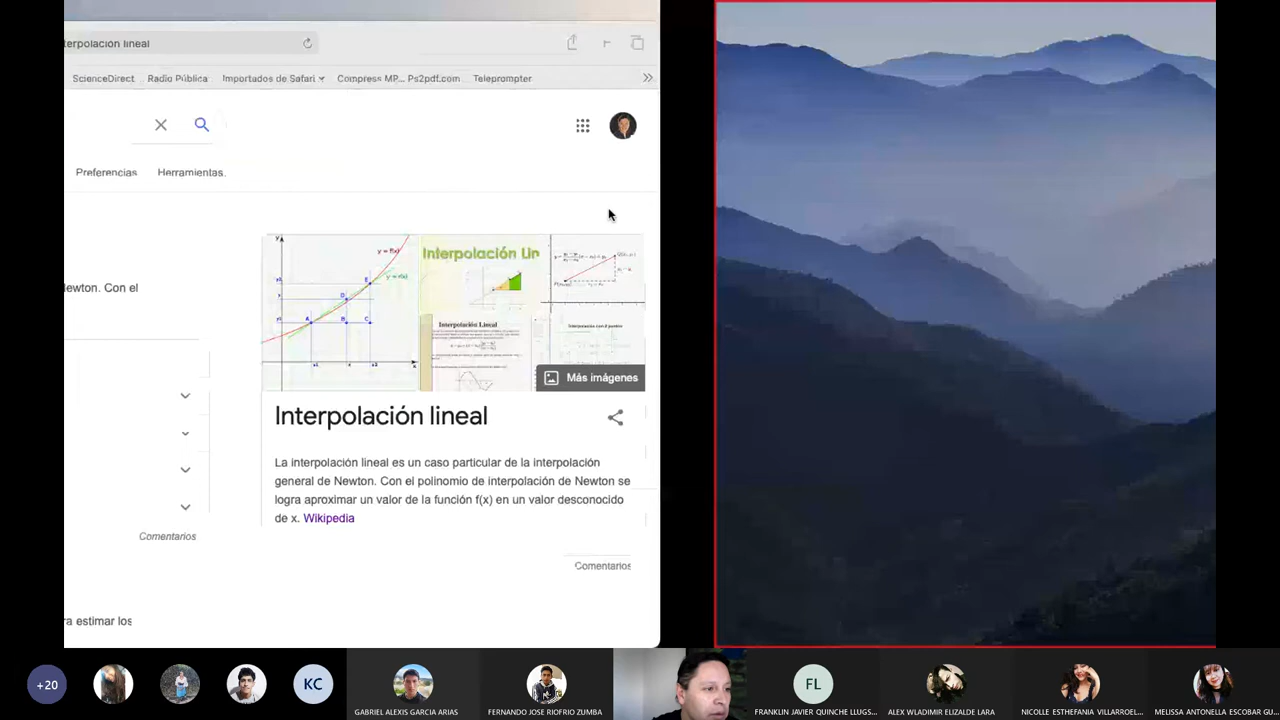 terpolación lineal
ScienceDirect Radio Pública Importados de Safari Compress MP... Ps2pdf.com Teleprompter
Preferencias Herramientas
ewton. Con el
y = f(x)
y = r(x)
Interpolación Lin
Interpolación Lineal
Más imágenes
Interpolación lineal
La interpolación lineal es un caso particular de la interpolación
general de Newton. Con el polinomio de interpolación de Newton se
logra aproximar un valor de la función f(x) en un valor desconocido
de x. Wikipedia
Comentarios
Comentarios
ra estimar los
+20
KC
GABRIEL ALEXIS GARCIA ARIAS
FERNANDO JOSE RIOFRIO ZUMBA
FL
FRANKLIN JAVIER QUINCHE LLUGS...
ALEX WLADIMIR ELIZALDE LARA
NICOLLE ESTHEFANIA VILLARROEL...
MELISSA ANTONELLA ESCOBAR GU...